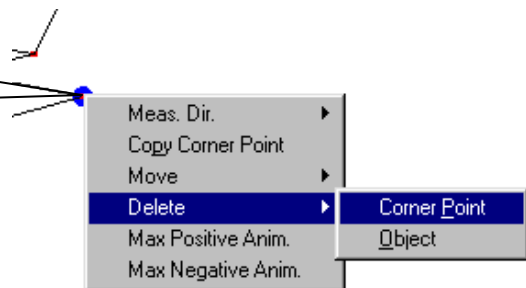 Meas. Dir.
Copy Corner Point
Move
Delete
Corner Point
Max Positive Anim.
Object
Max Negative Anim.